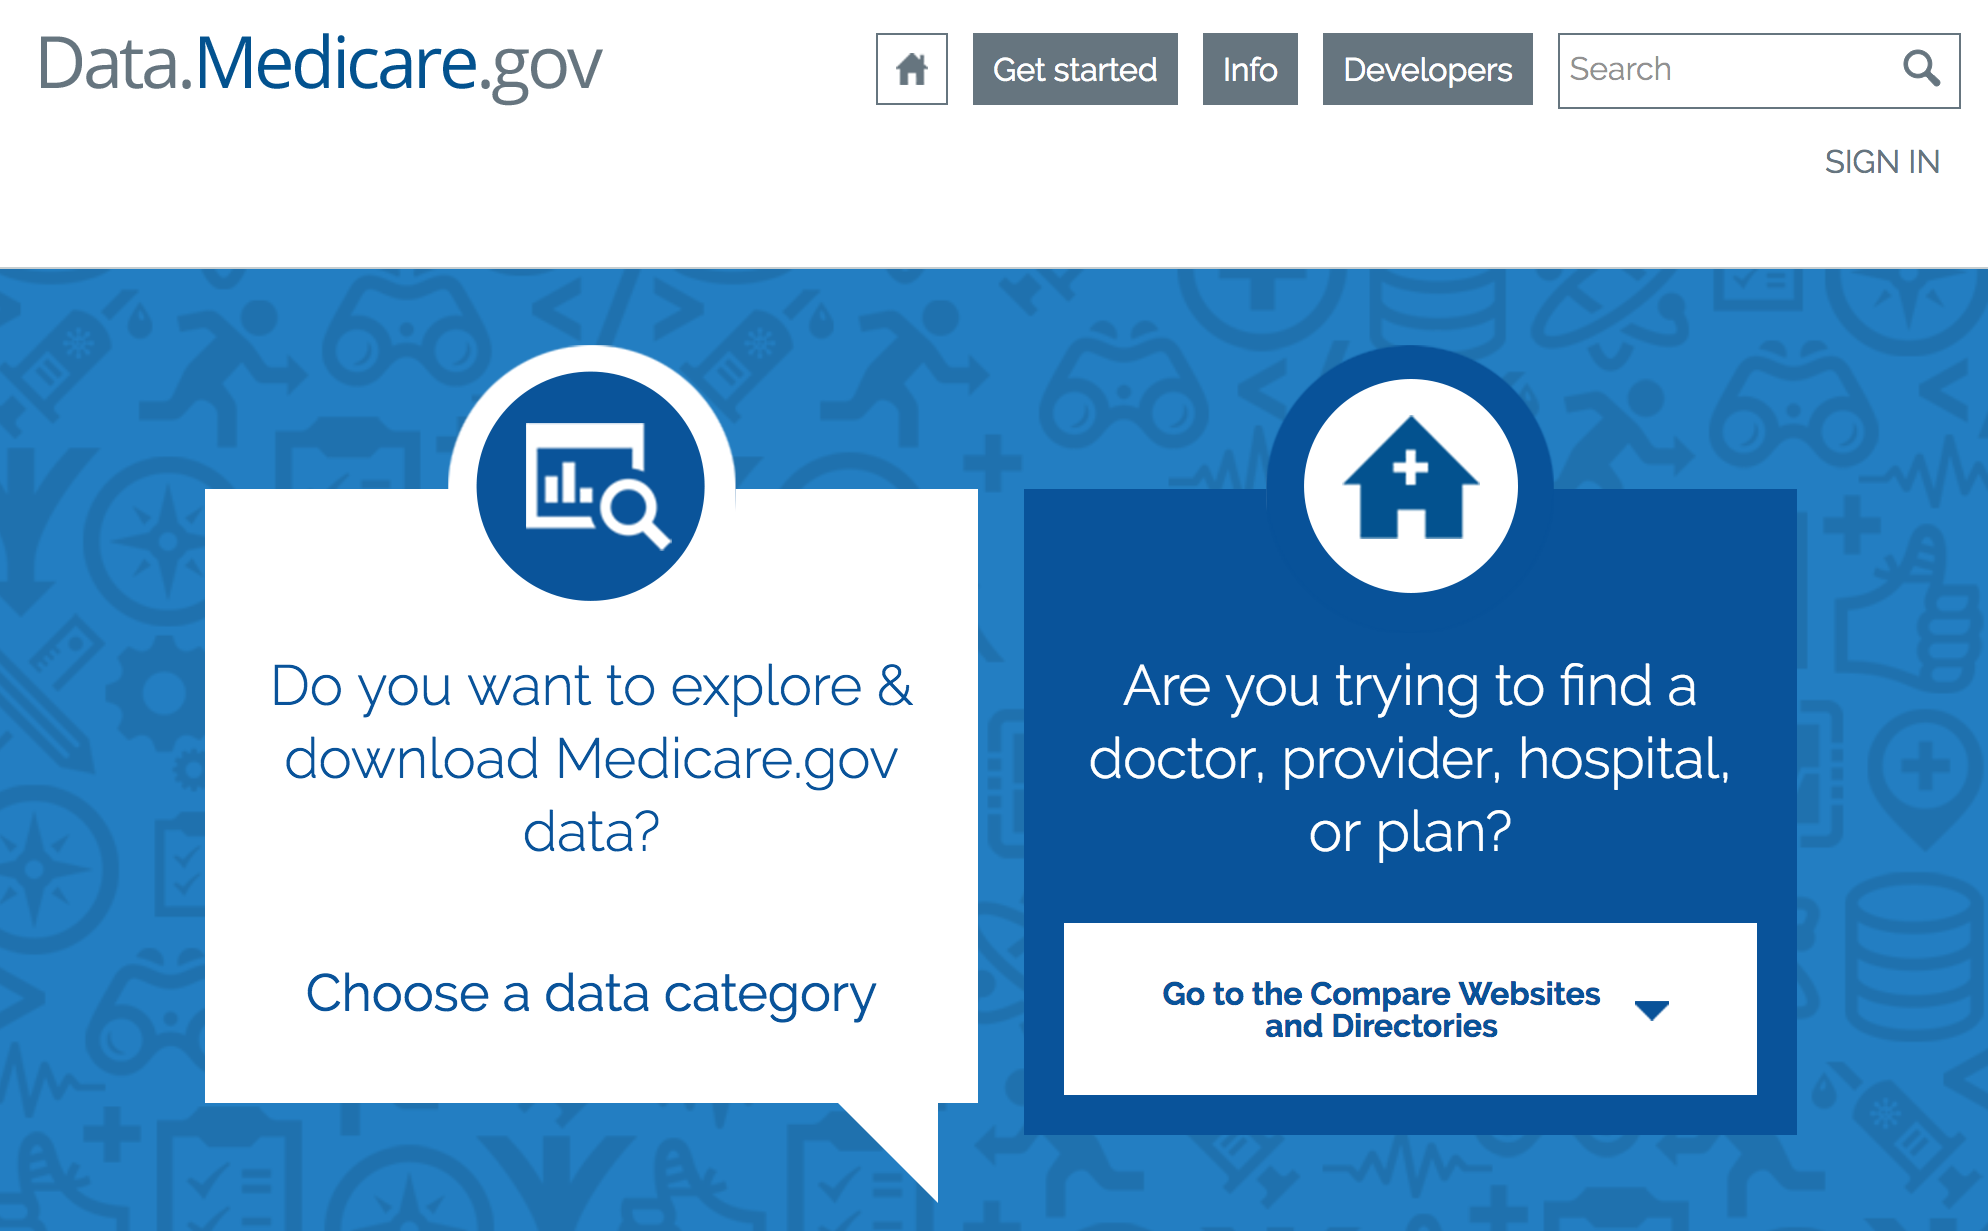 Data.Medicare.gov
Get started
Info
Developers
Search
SIGN IN
Do you want to explore &
download Medicare.gov
data?
Choose a data category
Are you trying to find a
doctor, provider, hospital,
or plan?
Go to the Compare Websites
and Directories